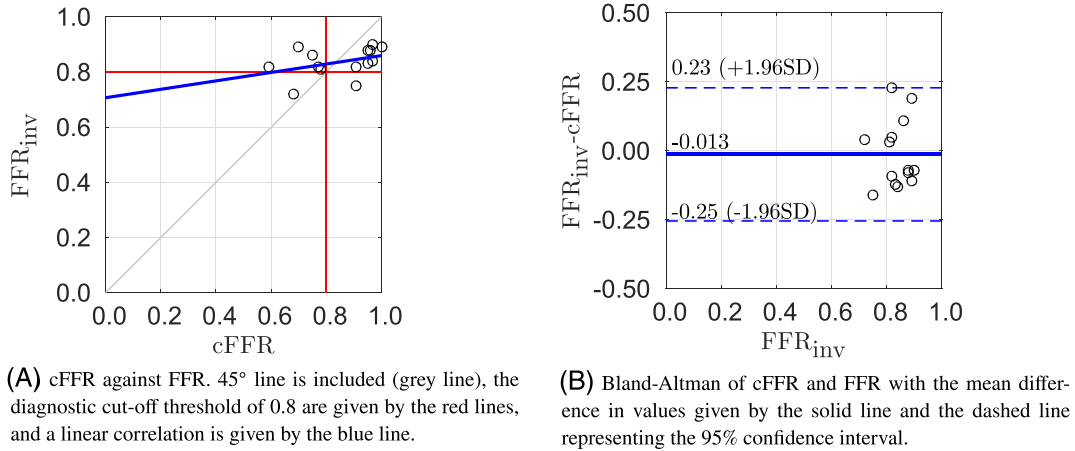 1.0
0.8
0.6
0.4
0.2
0.0
FFRinv
0.0 0.2 0.4 0.6 0.8 1.0
cFFR
(A) cFFR against FFR. 45° line is included (grey line), the
diagnostic cut-off threshold of 0.8 are given by the red lines,
and a linear correlation is given by the blue line.
0.50
0.25
0.00
-0.25
-0.50
FFRinv-cFFR
0.23 (+1.96SD)
-0.013
-0.25 (-1.96SD)
0.0 0.2 0.4 0.6 0.8 1.0
FFRinv
(B) Bland-Altman of cFFR and FFR with the mean differ-
ence in values given by the solid line and the dashed line
representing the 95% confidence interval.